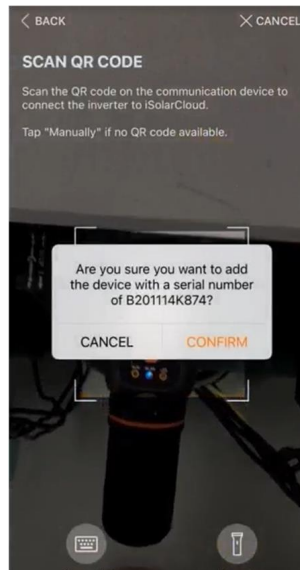 BACK
CANCEL
SCAN QR CODE
Scan the QR code on the communication device to
connect the inverter to iSolarCloud.
Tap "Manually" if no QR code available.
Are you sure you want to add
the device with a serial number
of B201114K874?
CANCEL
CONFIRM